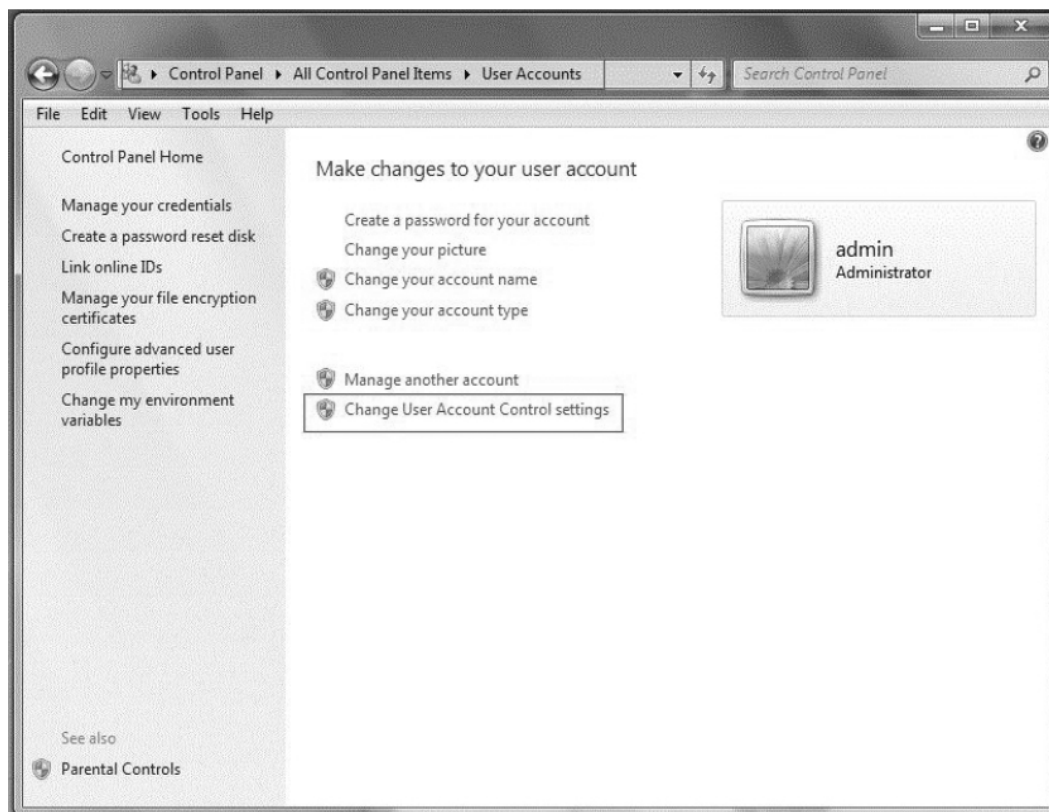 Control Panel ▸ All Control Panel Items ▸ User Accounts
Search Control Panel
File Edit View Tools Help
Control Panel Home
Manage your credentials
Create a password reset disk
Link online IDs
Manage your file encryption
certificates
Configure advanced user
profile properties
Change my environment
variables
See also
Parental Controls
Make changes to your user account
Create a password for your account
Change your picture
Change your account name
Change your account type
Manage another account
Change User Account Control settings
admin
Administrator